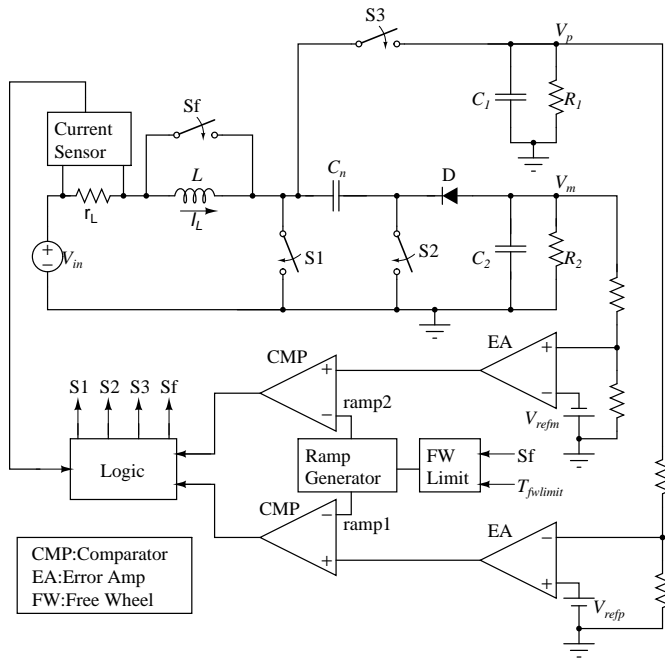 S3
V_p
Sf
C_1
R_1
Current
Sensor
L
C_n
D
V_m
r_L
I_L
+
−
V_in
S1
S2
C_2
R_2
EA
CMP
+
−
+
−
S1 S2 S3 Sf
ramp2
V_refm
Logic
Ramp
Generator
FW
Limit
Sf
T_fwlimit
CMP
ramp1
EA
−
+
−
+
V_refp
CMP:Comparator
EA:Error Amp
FW:Free Wheel